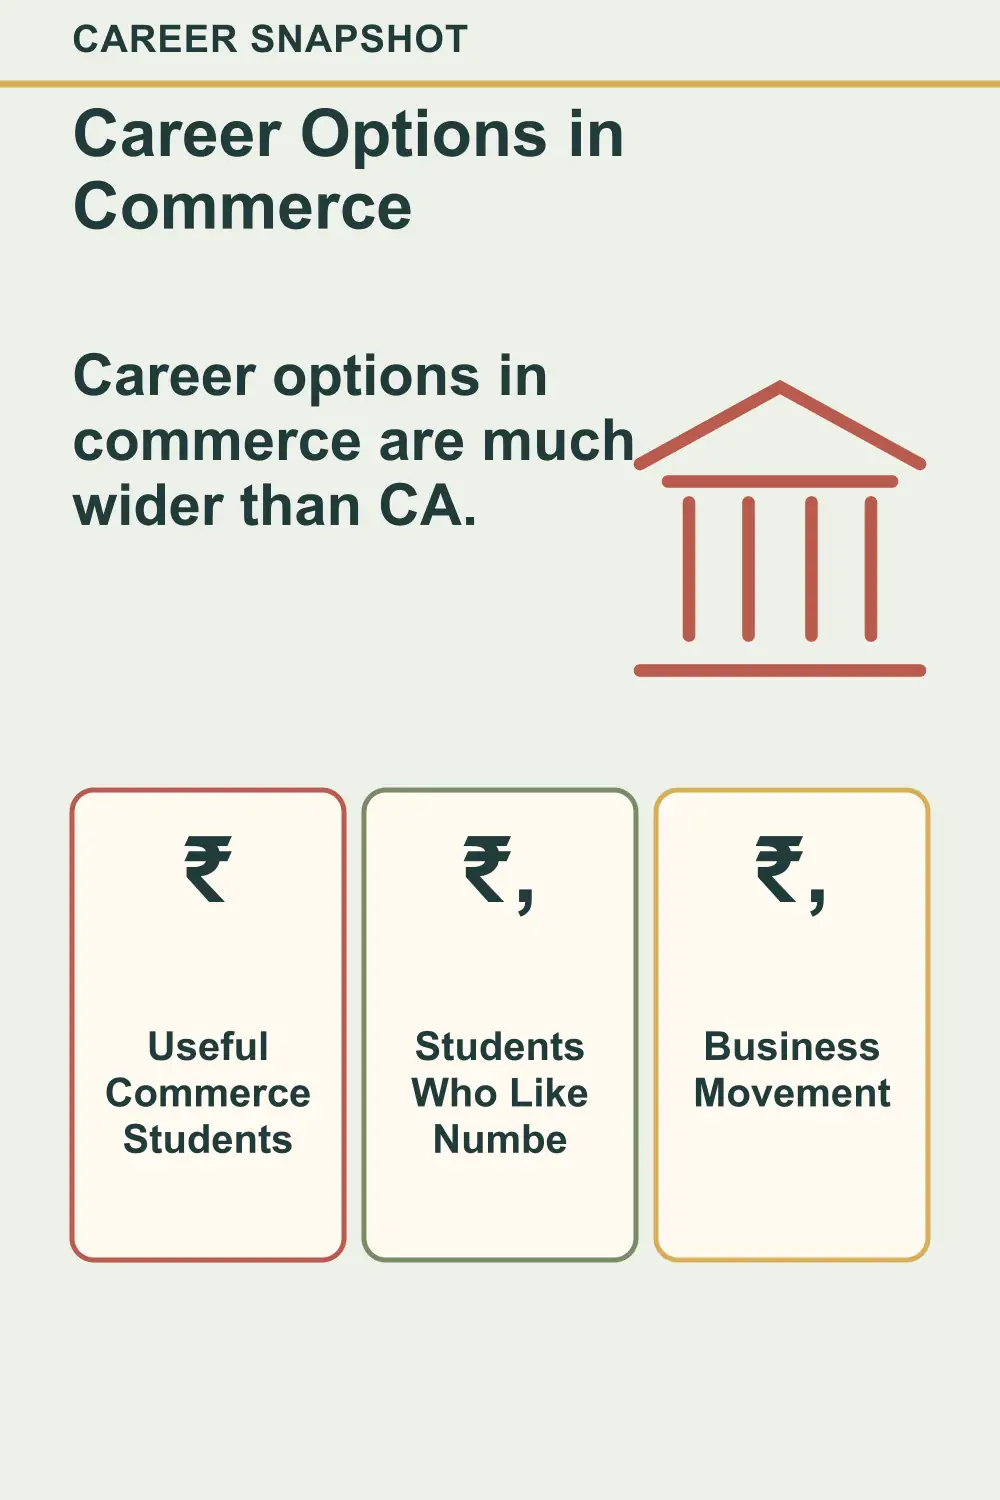 CAREER SNAPSHOT
Career Options in
Commerce
Career options in
commerce are much
wider than CA.
₹
Useful
Commerce
Students
₹,
Students
Who Like
Numbe
₹,
Business
Movement